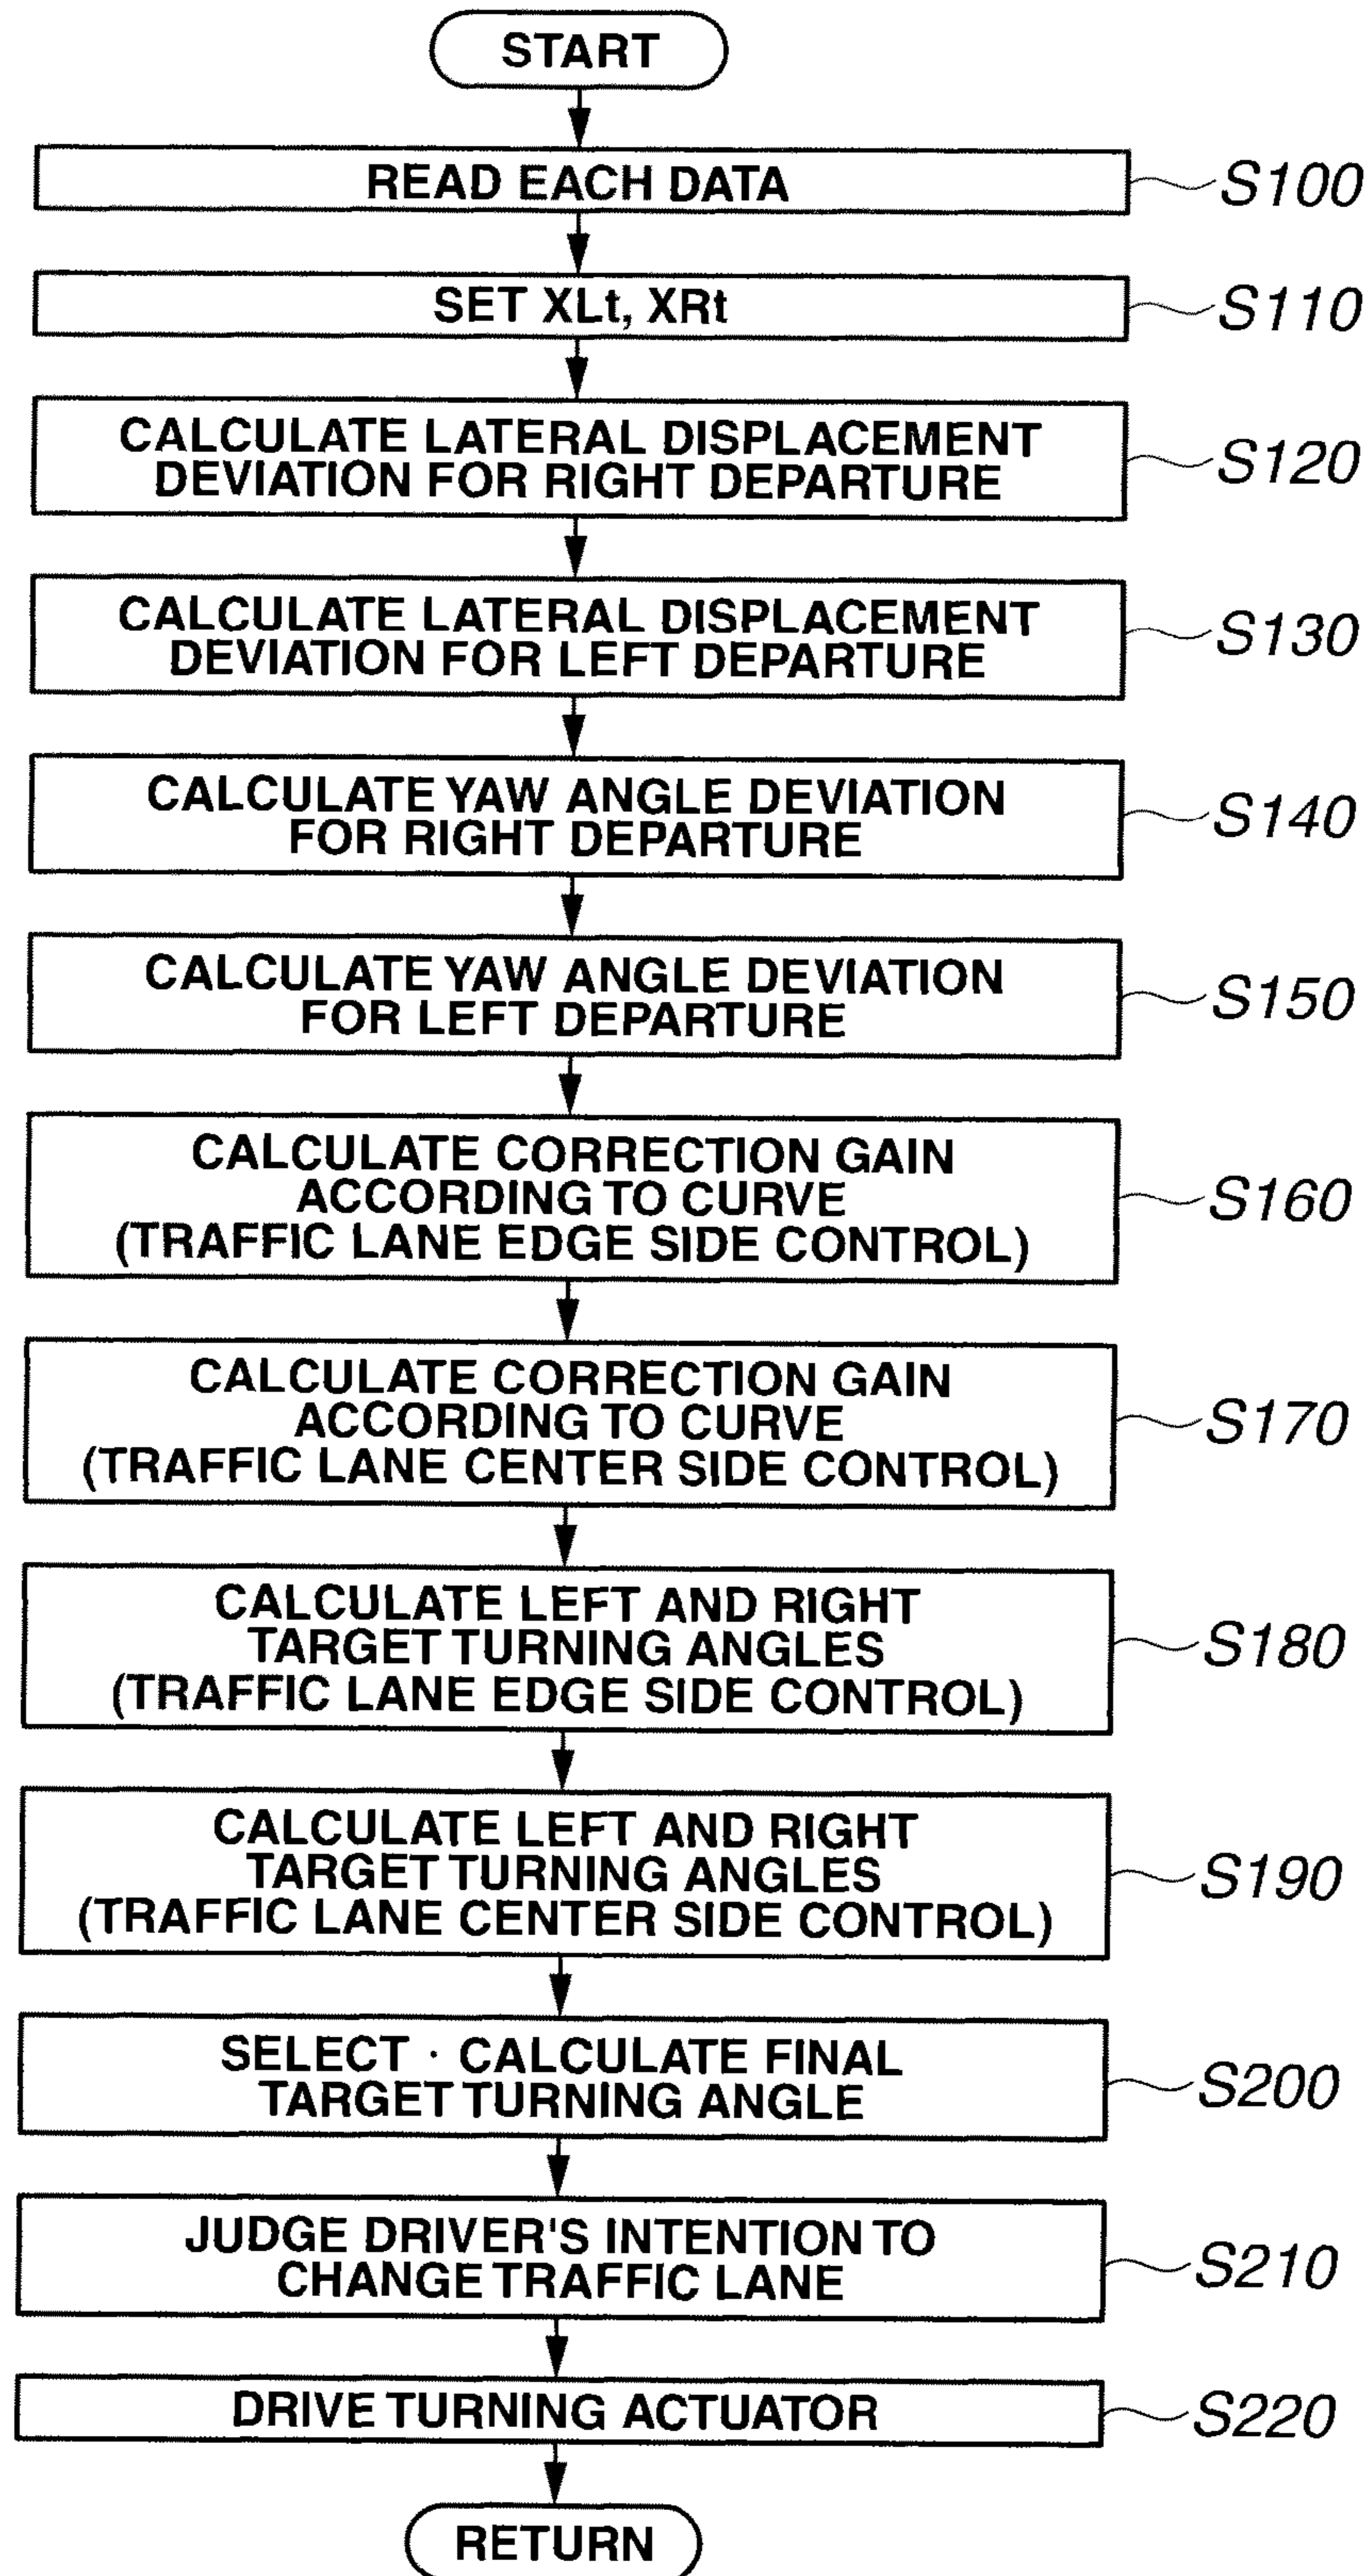 START
READ EACH DATA
S100
SET XLt, XRt
S110
CALCULATE LATERAL DISPLACEMENT
DEVIATION FOR RIGHT DEPARTURE
S120
CALCULATE LATERAL DISPLACEMENT
DEVIATION FOR LEFT DEPARTURE
S130
CALCULATE YAW ANGLE DEVIATION
FOR RIGHT DEPARTURE
S140
CALCULATE YAW ANGLE DEVIATION
FOR LEFT DEPARTURE
S150
CALCULATE CORRECTION GAIN
ACCORDING TO CURVE
(TRAFFIC LANE EDGE SIDE CONTROL)
S160
CALCULATE CORRECTION GAIN
ACCORDING TO CURVE
(TRAFFIC LANE CENTER SIDE CONTROL)
S170
CALCULATE LEFT AND RIGHT
TARGET TURNING ANGLES
(TRAFFIC LANE EDGE SIDE CONTROL)
S180
CALCULATE LEFT AND RIGHT
TARGET TURNING ANGLES
(TRAFFIC LANE CENTER SIDE CONTROL)
S190
SELECT · CALCULATE FINAL
TARGET TURNING ANGLE
S200
JUDGE DRIVER'S INTENTION TO
CHANGE TRAFFIC LANE
S210
DRIVE TURNING ACTUATOR
S220
RETURN